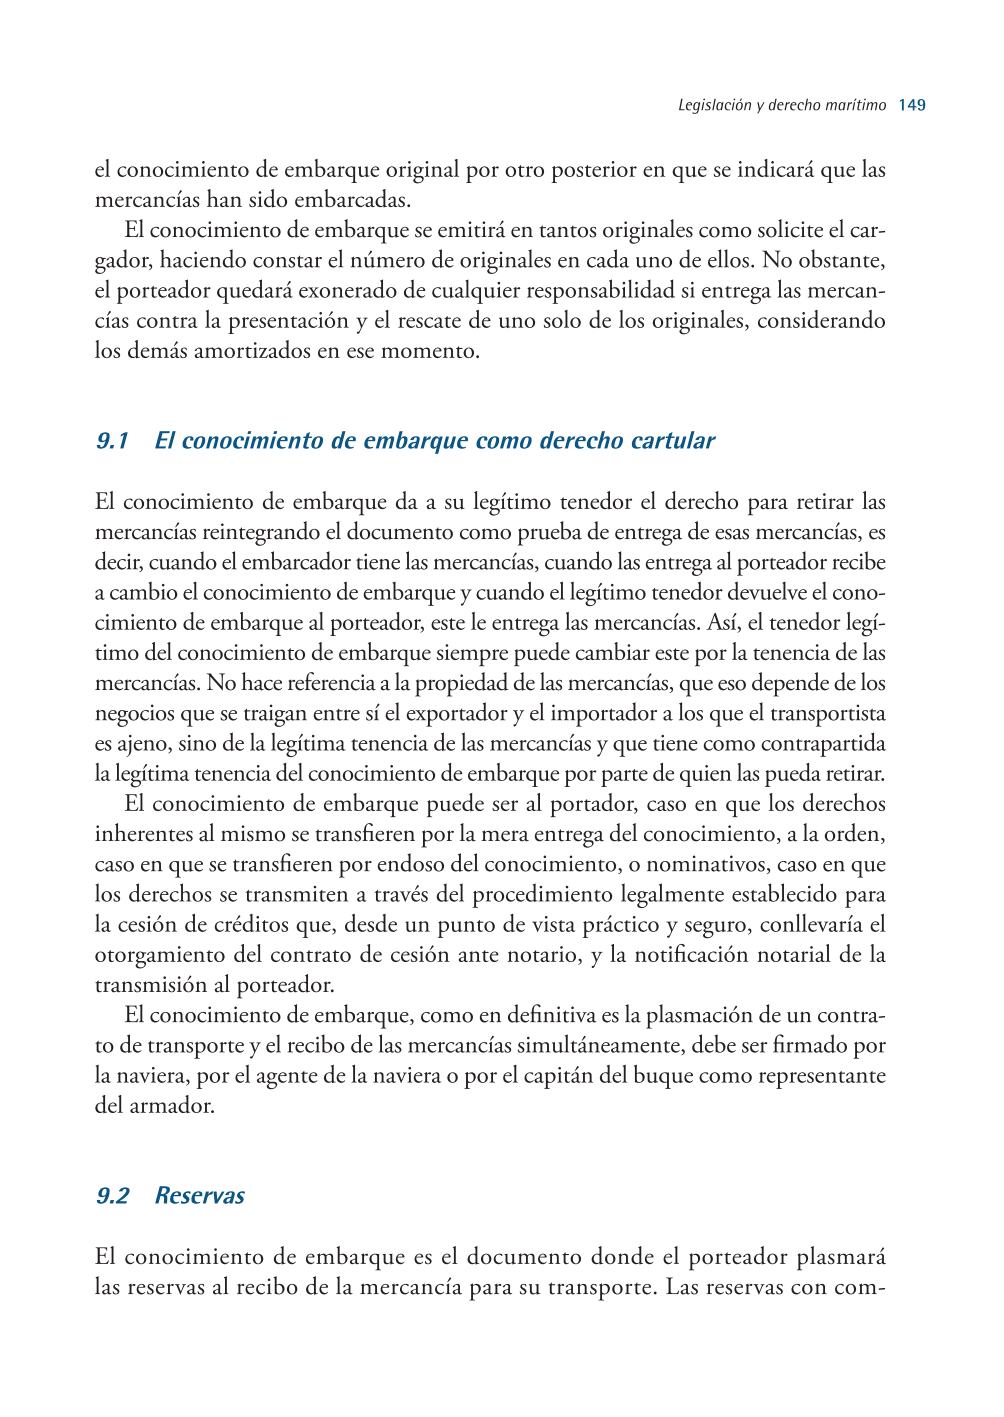 Legislación y derecho marítimo 149
el conocimiento de embarque original por otro posterior en que se indicará que las
mercancías han sido embarcadas.
El conocimiento de embarque se emitirá en tantos originales como solicite el car-
gador, haciendo constar el número de originales en cada uno de ellos. No obstante,
el porteador quedará exonerado de cualquier responsabilidad si entrega las mercan-
cías contra la presentación y el rescate de uno solo de los originales, considerando
los demás amortizados en ese momento.
9.1 El conocimiento de embarque como derecho cartular
El conocimiento de embarque da a su legítimo tenedor el derecho para retirar las
mercancías reintegrando el documento como prueba de entrega de esas mercancías, es
decir, cuando el embarcador tiene las mercancías, cuando las entrega al porteador recibe
a cambio el conocimiento de embarque y cuando el legítimo tenedor devuelve el cono-
cimiento de embarque al porteador, este le entrega las mercancías. Así, el tenedor legí-
timo del conocimiento de embarque siempre puede cambiar este por la tenencia de las
mercancías. No hace referencia a la propiedad de las mercancías, que eso depende de los
negocios que se traigan entre sí el exportador y el importador a los que el transportista
es ajeno, sino de la legítima tenencia de las mercancías y que tiene como contrapartida
la legítima tenencia del conocimiento de embarque por parte de quien las pueda retirar.
El conocimiento de embarque puede ser al portador, caso en que los derechos
inherentes al mismo se transfieren por la mera entrega del conocimiento, a la orden,
caso en que se transfieren por endoso del conocimiento, o nominativos, caso en que
los derechos se transmiten a través del procedimiento legalmente establecido para
la cesión de créditos que, desde un punto de vista práctico y seguro, conllevaría el
otorgamiento del contrato de cesión ante notario, y la notificación notarial de la
transmisión al porteador.
El conocimiento de embarque, como en definitiva es la plasmación de un contra-
to de transporte y el recibo de las mercancías simultáneamente, debe ser firmado por
la naviera, por el agente de la naviera o por el capitán del buque como representante
del armador.
9.2 Reservas
El conocimiento de embarque es el documento donde el porteador plasmará
las reservas al recibo de la mercancía para su transporte. Las reservas con com-